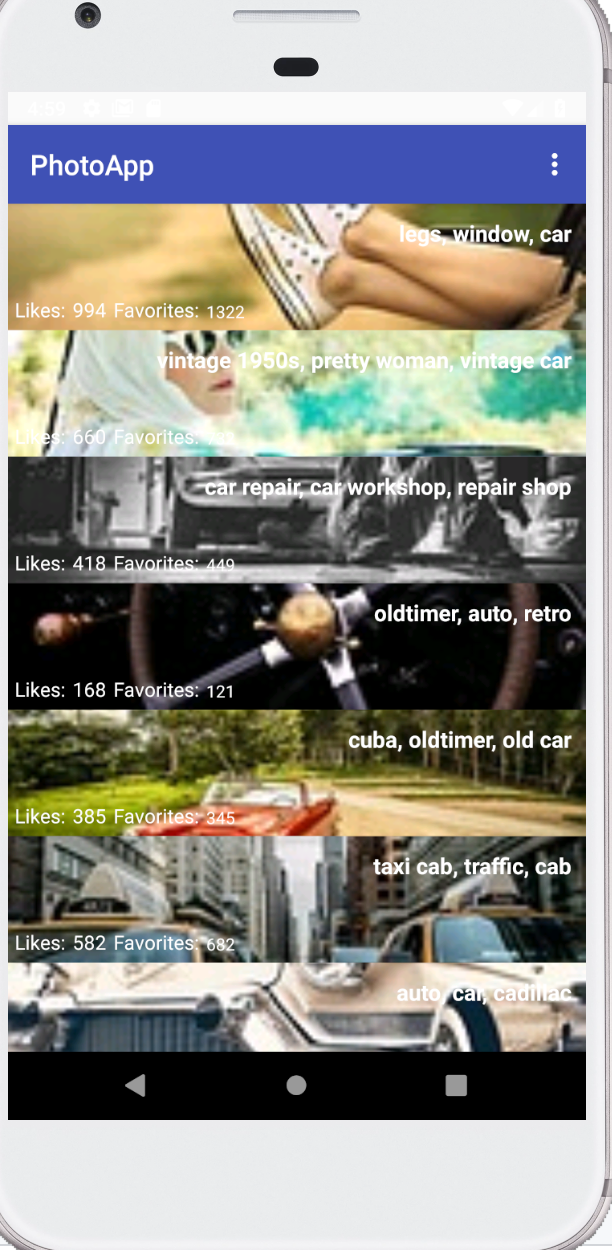 4:59
PhotoApp
legs, window, car
Likes: 994 Favorites: 1322
vintage 1950s, pretty woman, vintage car
Likes: 660 Favorites:
car repair, car workshop, repair shop
Likes: 418 Favorites: 449
oldtimer, auto, retro
Likes: 168 Favorites: 121
cuba, oldtimer, old car
Likes: 385 Favorites: 345
taxi cab, traffic, cab
Likes: 582 Favorites: 682
auto, car, cadillac